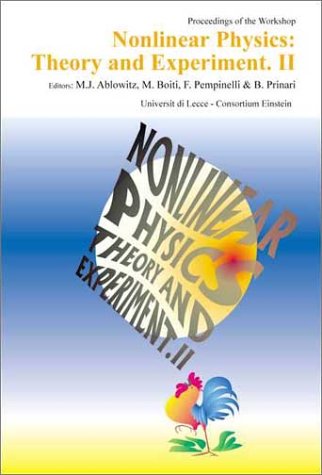 Proceedings of the Workshop
Nonlinear Physics:
Theory and Experiment. II
Editors: M.J. Ablowitz, M. Boiti, F. Pempinelli & B. Prinari
Universit di Lecce - Consortium Einstein
NONLINEAR
PHYSICS
THEORY AND
EXPERIMENT.II